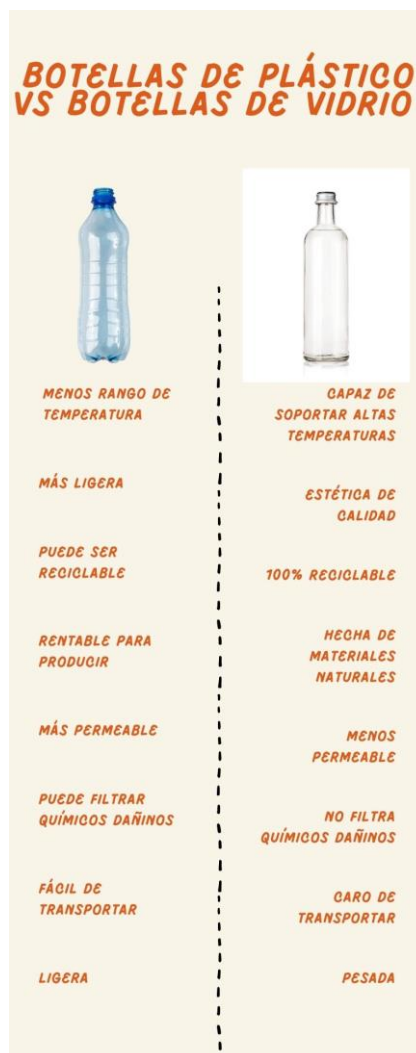 BOTELLAS DE PLÁSTICO
VS BOTELLAS DE VIDRIO
MENOS RANGO DE
TEMPERATURA
CAPAZ DE
SOPORTAR ALTAS
TEMPERATURAS
MÁS LIGERA
ESTÉTICA DE
CALIDAD
PUEDE SER
RECICLABLE
100% RECICLABLE
RENTABLE PARA
PRODUCIR
HECHA DE
MATERIALES
NATURALES
MÁS PERMEABLE
MENOS
PERMEABLE
PUEDE FILTRAR
QUÍMICOS DAÑINOS
NO FILTRA
QUÍMICOS DAÑINOS
FÁCIL DE
TRANSPORTAR
CARO DE
TRANSPORTAR
LIGERA
PESADA